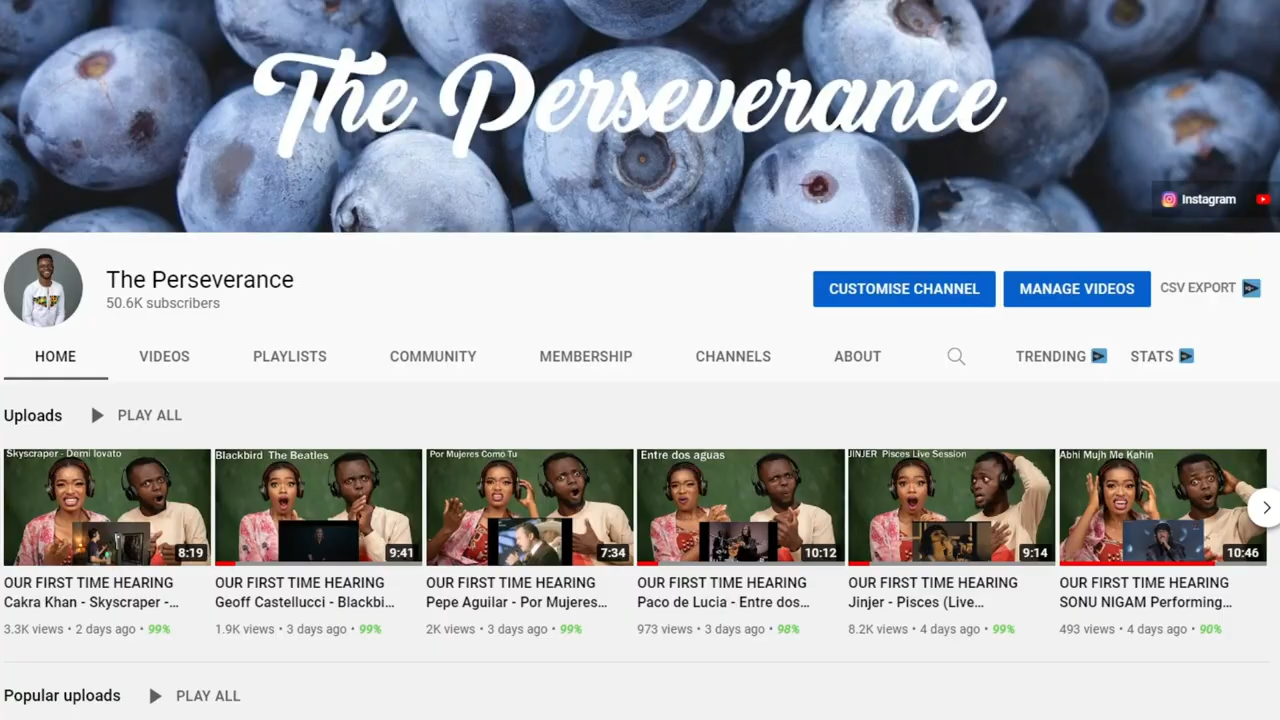 The Perseverance
Instagram
The Perseverance
50.6K subscribers
CUSTOMISE CHANNEL
MANAGE VIDEOS
CSV EXPORT
HOME
VIDEOS
PLAYLISTS
COMMUNITY
MEMBERSHIP
CHANNELS
ABOUT
TRENDING
STATS
Uploads
PLAY ALL
Skyscraper - Demi lovato
8:19
OUR FIRST TIME HEARING
Cakra Khan - Skyscraper -...
3.3K views • 2 days ago • 99%
Blackbird The Beatles
9:41
OUR FIRST TIME HEARING
Geoff Castellucci - Blackbi...
1.9K views • 3 days ago • 99%
Por Mujeres Como Tu
7:34
OUR FIRST TIME HEARING
Pepe Aguilar - Por Mujeres...
2K views • 3 days ago • 99%
Entre dos aguas
10:12
OUR FIRST TIME HEARING
Paco de Lucia - Entre dos...
973 views • 3 days ago • 98%
JINJER Pisces Live Session
9:14
OUR FIRST TIME HEARING
Jinjer - Pisces (Live...
8.2K views • 4 days ago • 99%
Abhi Mujh Me Kahin
10:46
OUR FIRST TIME HEARING
SONU NIGAM Performing...
493 views • 4 days ago • 90%
Popular uploads
PLAY ALL